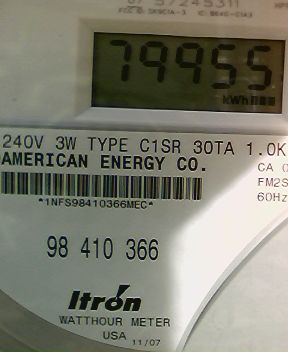 79955
kWh
240V 3W TYPE C1SR 30TA 1.0K
AMERICAN ENERGY CO.
CA 0
FM2S
60Hz
*1NFS98410366MEC*
98 410 366
Itron
WATTHOUR METER
USA 11/07